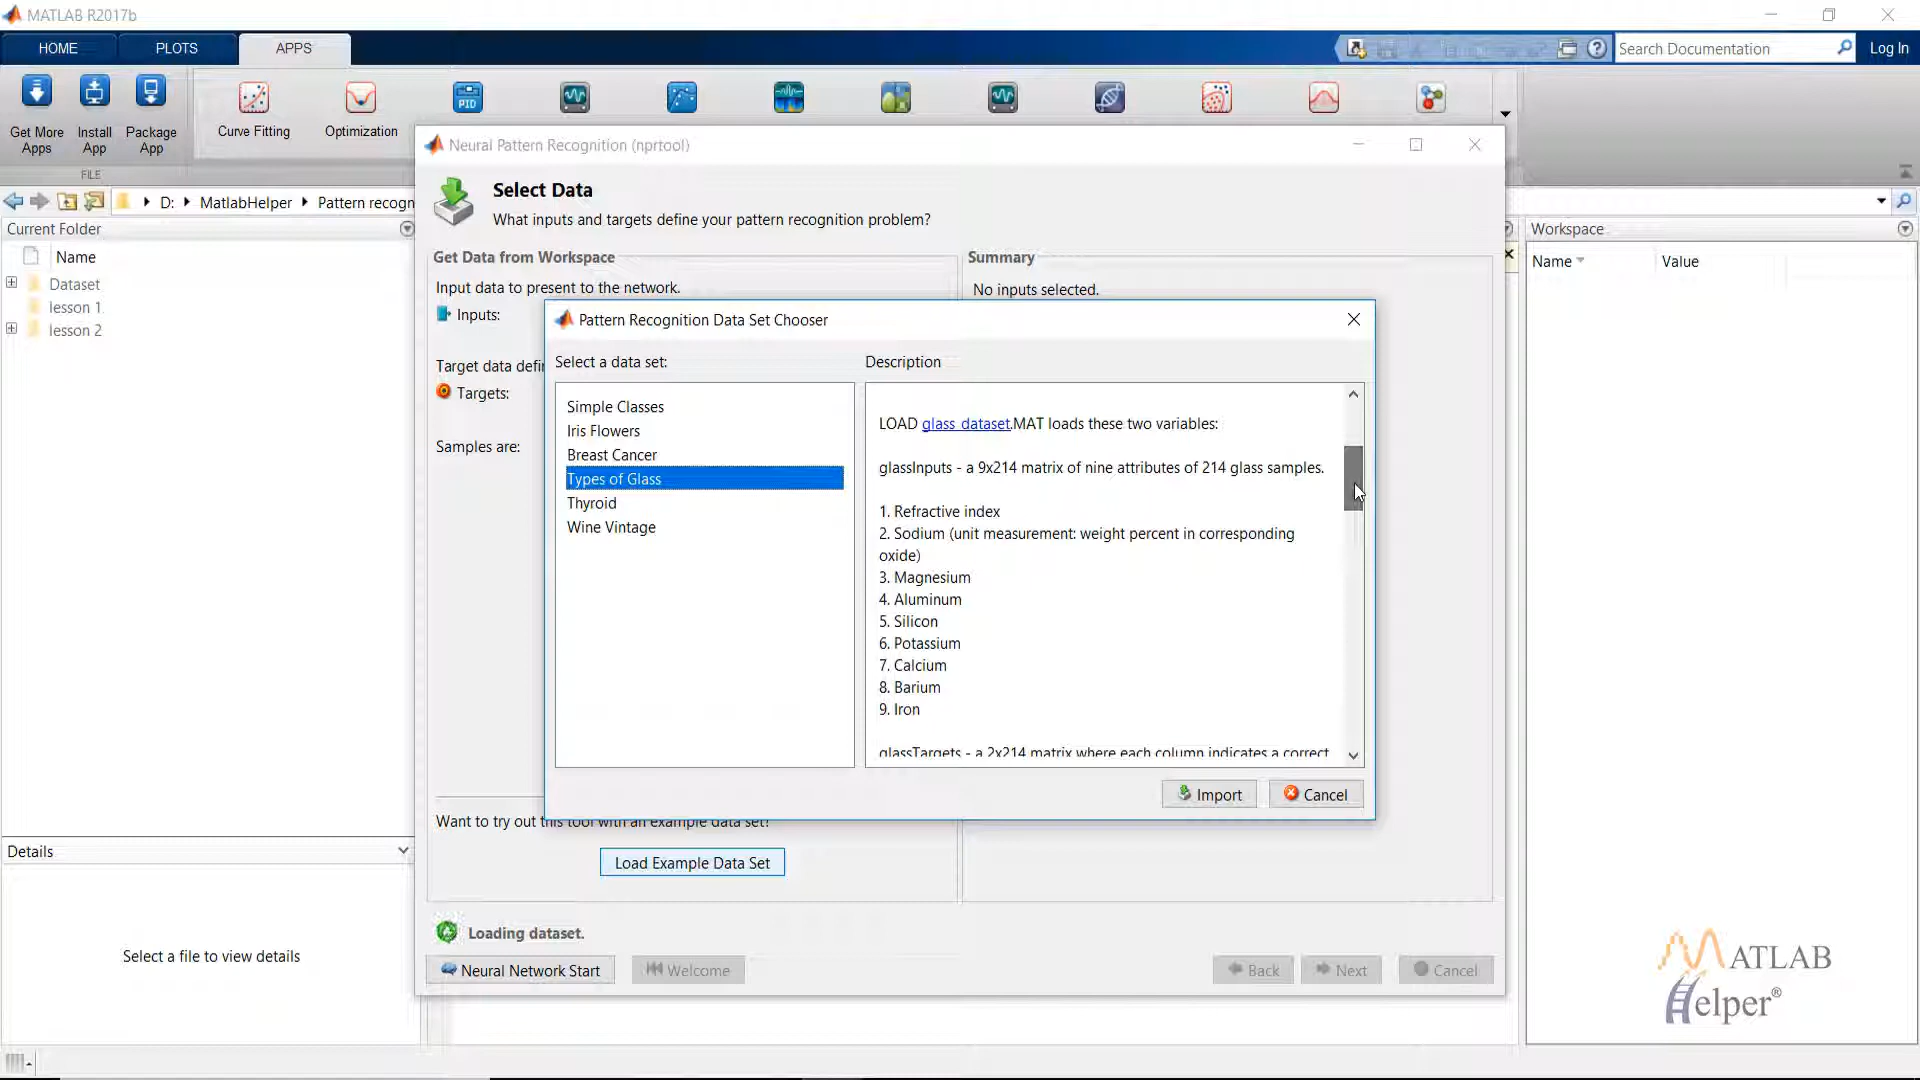 MATLAB R2017b
HOME
PLOTS
APPS
Search Documentation
Log In
Get More
Apps
Install
App
Package
App
Curve Fitting
Optimization
PID
FILE
D:
MatlabHelper
Pattern recogn
Current Folder
Name
Dataset
lesson 1
lesson 2
Details
Select a file to view details
Workspace
Name
Value
Neural Pattern Recognition (nprtool)
Select Data
What inputs and targets define your pattern recognition problem?
Get Data from Workspace
Input data to present to the network.
Inputs:
Target data defi
Targets:
Samples are:
Summary
No inputs selected.
Pattern Recognition Data Set Chooser
Select a data set:
Simple Classes
Iris Flowers
Breast Cancer
Types of Glass
Thyroid
Wine Vintage
Description
LOAD glass_dataset.MAT loads these two variables:
glassInputs - a 9x214 matrix of nine attributes of 214 glass samples.
1. Refractive index
2. Sodium (unit measurement: weight percent in corresponding
oxide)
3. Magnesium
4. Aluminum
5. Silicon
6. Potassium
7. Calcium
8. Barium
9. Iron
glassTargets - a 2x214 matrix where each column indicates a correct
Import
Cancel
Want to try out this tool with an example data set?
Load Example Data Set
Loading dataset.
Neural Network Start
Welcome
Back
Next
Cancel
MATLAB
Helper®